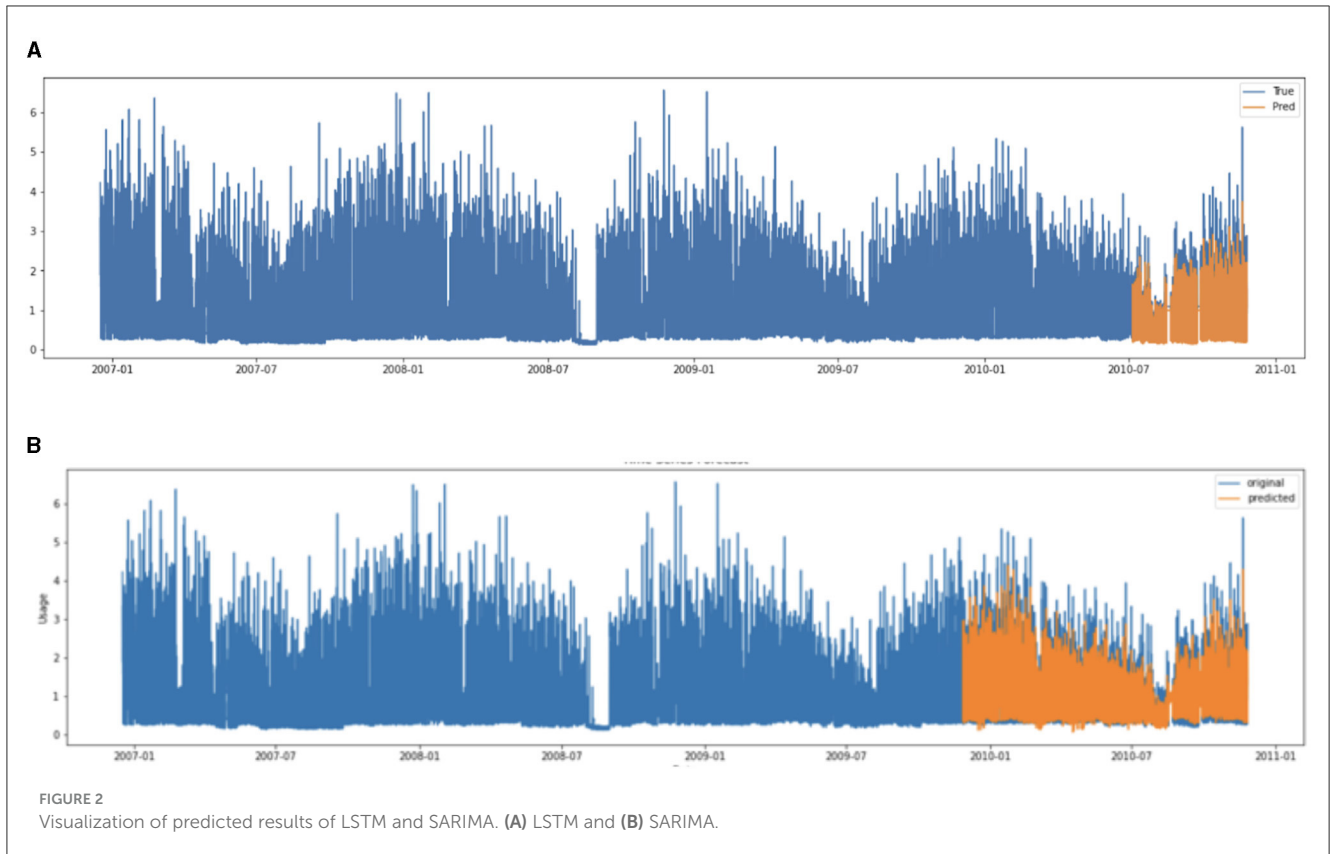 A
True
Pred
6
5
4
3
2
1
0
2007-01 2007-07 2008-01 2008-07 2009-01 2009-07 2010-01 2010-07 2011-01
B
original
predicted
Usage
6
5
4
3
2
1
0
2007-01 2007-07 2008-01 2008-07 2009-01 2009-07 2010-01 2010-07 2011-01
FIGURE 2
Visualization of predicted results of LSTM and SARIMA. (A) LSTM and (B) SARIMA.